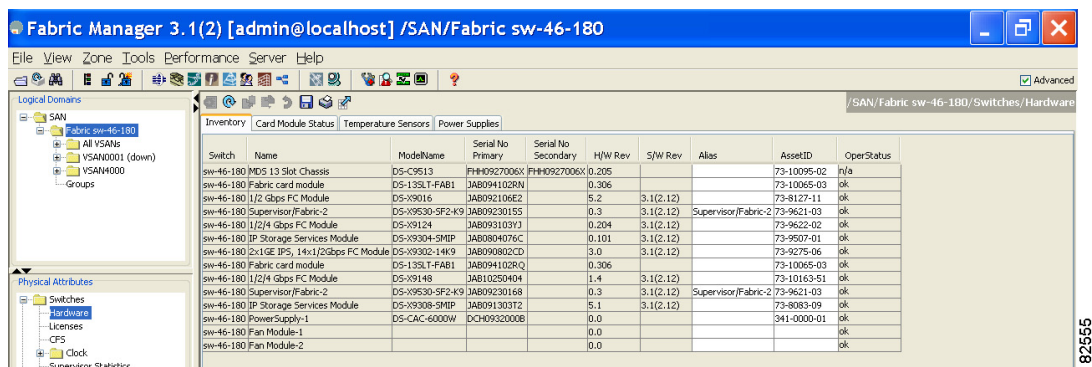 Fabric Manager 3.1(2) [admin@localhost] /SAN/Fabric sw-46-180
File View Zone Tools Performance Server Help
Advanced
Logical Domains
SAN
Fabric sw-46-180
All VSANs
VSAN0001 (down)
VSAN4000
Groups
Physical Attributes
Switches
Hardware
Licenses
CFS
Clock
Supervisor Statistics
/SAN/Fabric sw-46-180/Switches/Hardware
Inventory Card Module Status Temperature Sensors Power Supplies
Switch Name ModelName Serial No Primary Serial No Secondary H/W Rev S/W Rev Alias AssetID OperStatus
sw-46-180 MDS 13 Slot Chassis DS-C9513 FHH0927006X FHH0927006X 0.205 73-10095-02 n/a
sw-46-180 Fabric card module DS-13SLT-FAB1 JAB094102RN 0.306 73-10065-03 ok
sw-46-180 1/2 Gbps FC Module DS-X9016 JAB092106E2 5.2 3.1(2.12) 73-8127-11 ok
sw-46-180 Supervisor/Fabric-2 DS-X9530-SF2-K9 JAB09230155 0.3 3.1(2.12) Supervisor/Fabric-2 73-9621-03 ok
sw-46-180 1/2/4 Gbps FC Module DS-X9124 JAB093103YJ 0.204 3.1(2.12) 73-9622-02 ok
sw-46-180 IP Storage Services Module DS-X9304-SMIP JAB0804076C 0.101 3.1(2.12) 73-9507-01 ok
sw-46-180 2x1GE IPS, 14x1/2Gbps FC Module DS-X9302-14K9 JAB090802CD 3.0 3.1(2.12) 73-9275-06 ok
sw-46-180 Fabric card module DS-13SLT-FAB1 JAB094102RQ 0.306 73-10065-03 ok
sw-46-180 1/2/4 Gbps FC Module DS-X9148 JAB10250404 1.4 3.1(2.12) 73-10163-51 ok
sw-46-180 Supervisor/Fabric-2 DS-X9530-SF2-K9 JAB09230168 0.3 3.1(2.12) Supervisor/Fabric-2 73-9621-03 ok
sw-46-180 IP Storage Services Module DS-X9308-SMIP JAB091303T2 5.1 3.1(2.12) 73-8083-09 ok
sw-46-180 PowerSupply-1 DS-CAC-6000W DCH0932000B 0.0 341-0000-01 ok
sw-46-180 Fan Module-1 0.0 ok
sw-46-180 Fan Module-2 0.0 ok
82555